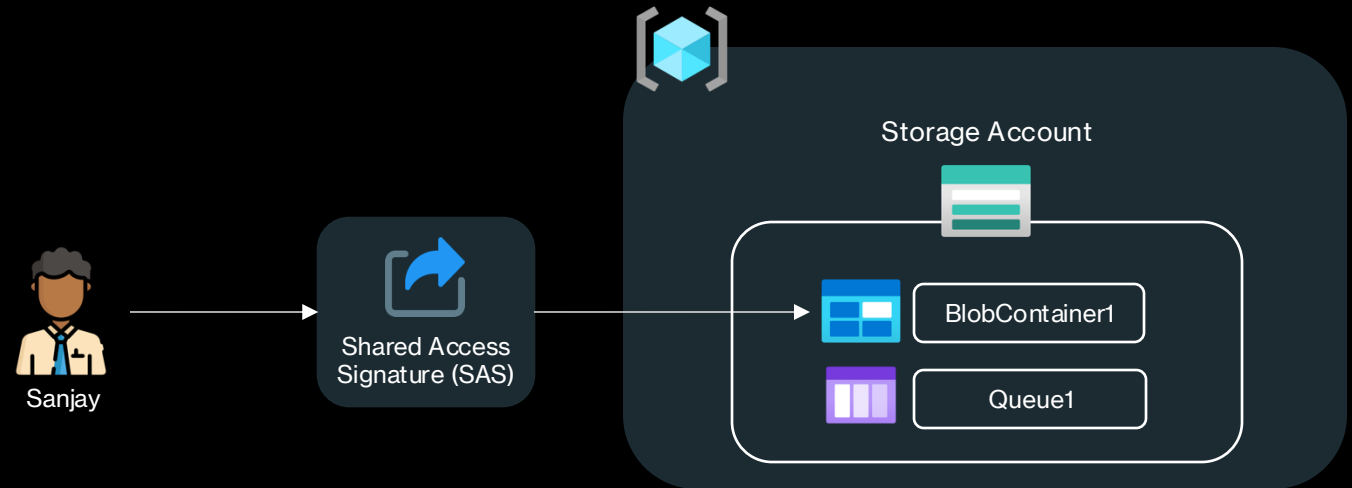 Storage Account
BlobContainer1
Shared Access
Signature (SAS)
Sanjay
Queue1